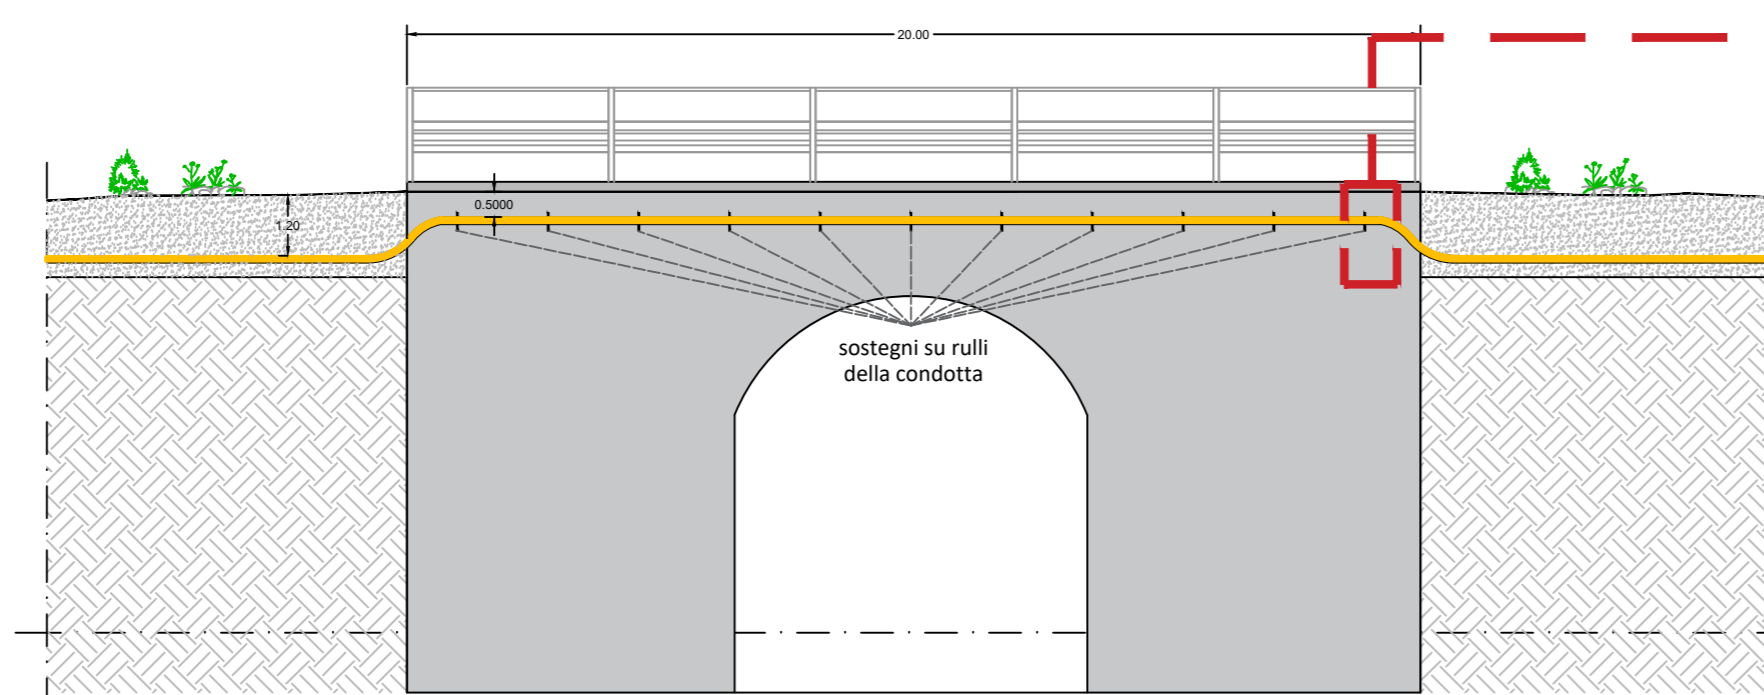 20.00
0.5000
1.20
sostegni su rulli
della condotta